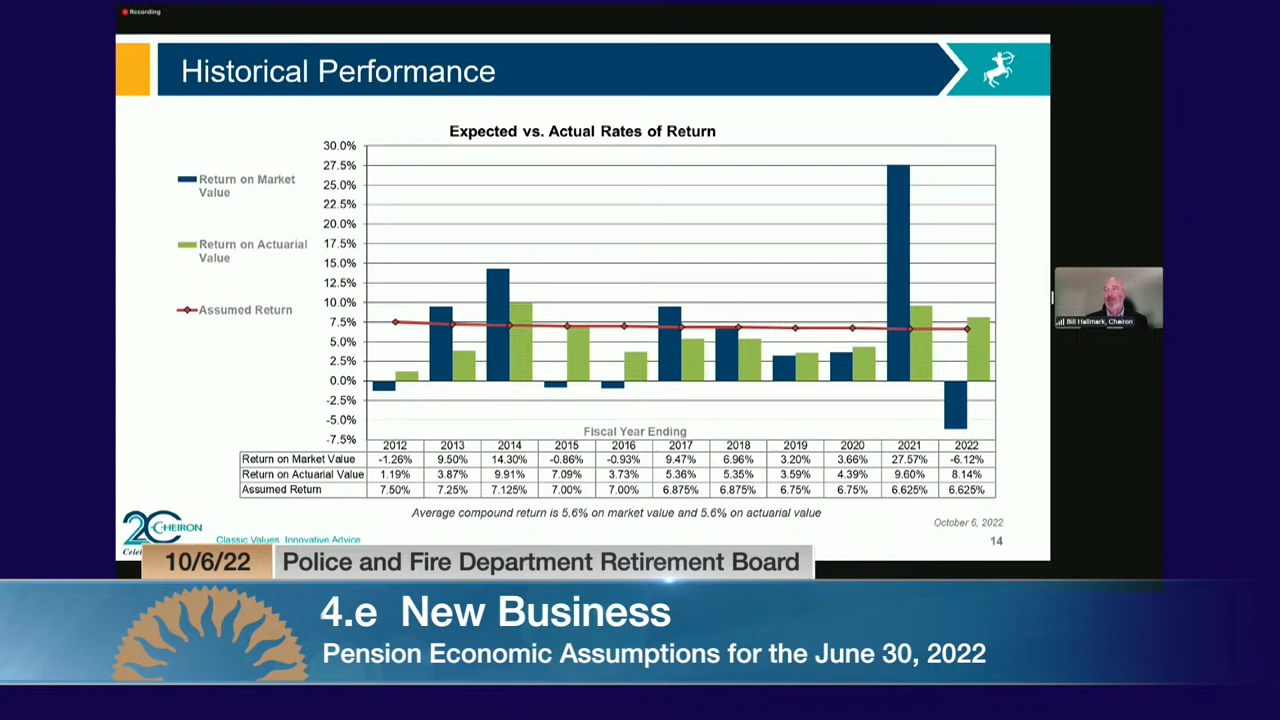 Recording
Historical Performance
Expected vs. Actual Rates of Return
Return on Market
Value
Return on Actuarial
Value
Assumed Return
30.0%
27.5%
25.0%
22.5%
20.0%
17.5%
15.0%
12.5%
10.0%
7.5%
5.0%
2.5%
0.0%
-2.5%
-5.0%
-7.5%
Fiscal Year Ending
2012 2013 2014 2015 2016 2017 2018 2019 2020 2021 2022
Return on Market Value -1.26% 9.50% 14.30% -0.86% -0.93% 9.47% 6.96% 3.20% 3.66% 27.57% -6.12%
Return on Actuarial Value 1.19% 3.87% 9.91% 7.09% 3.73% 5.36% 5.35% 3.59% 4.39% 9.60% 8.14%
Assumed Return 7.50% 7.25% 7.125% 7.00% 7.00% 6.875% 6.875% 6.75% 6.75% 6.625% 6.625%
Average compound return is 5.6% on market value and 5.6% on actuarial value
October 6, 2022
CHEIRON
Classic Values, Innovative Advice
14
Bill Hallmark, Cheiron
10/6/22 Police and Fire Department Retirement Board
4.e New Business
Pension Economic Assumptions for the June 30, 2022